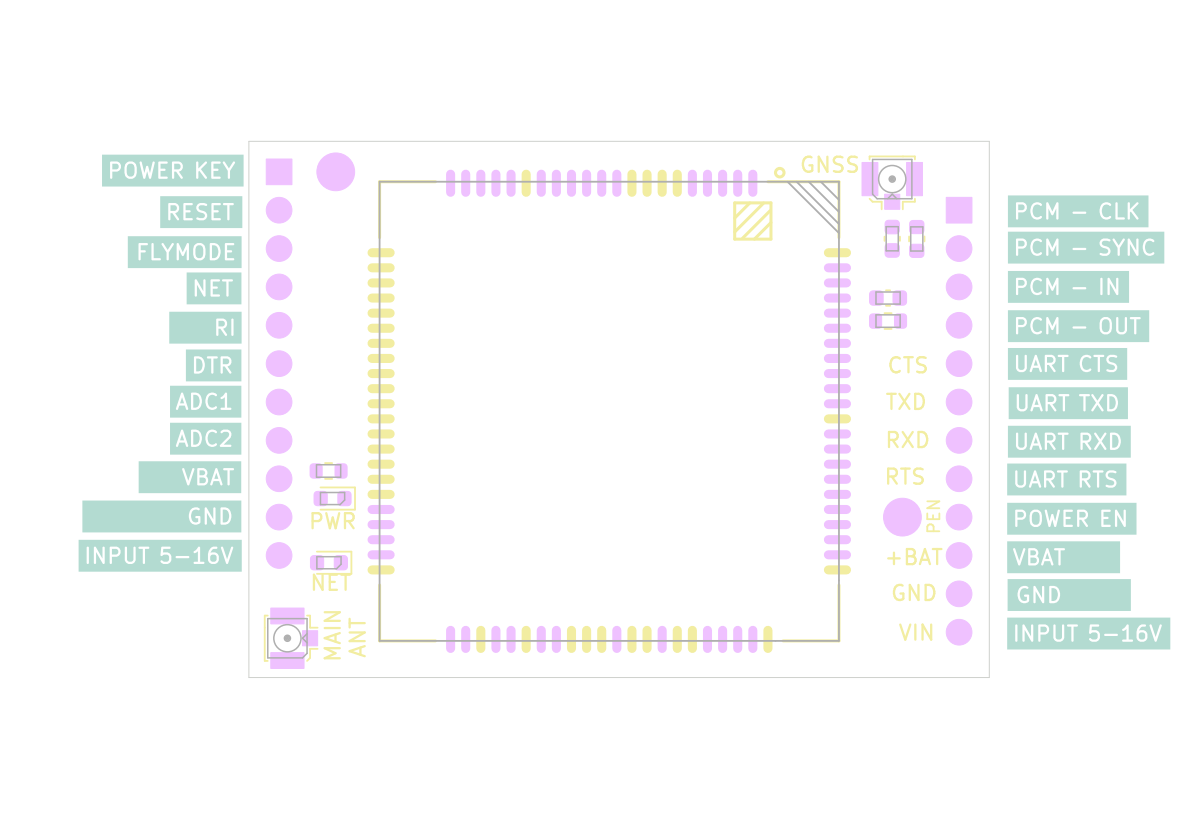 POWER KEY
RESET
FLYMODE
NET
RI
DTR
ADC1
ADC2
VBAT
GND
INPUT 5-16V
GNSS
CTS
TXD
RXD
RTS
PEN
+BAT
GND
VIN
PWR
NET
MAIN
ANT
PCM - CLK
PCM - SYNC
PCM - IN
PCM - OUT
UART CTS
UART TXD
UART RXD
UART RTS
POWER EN
VBAT
GND
INPUT 5-16V